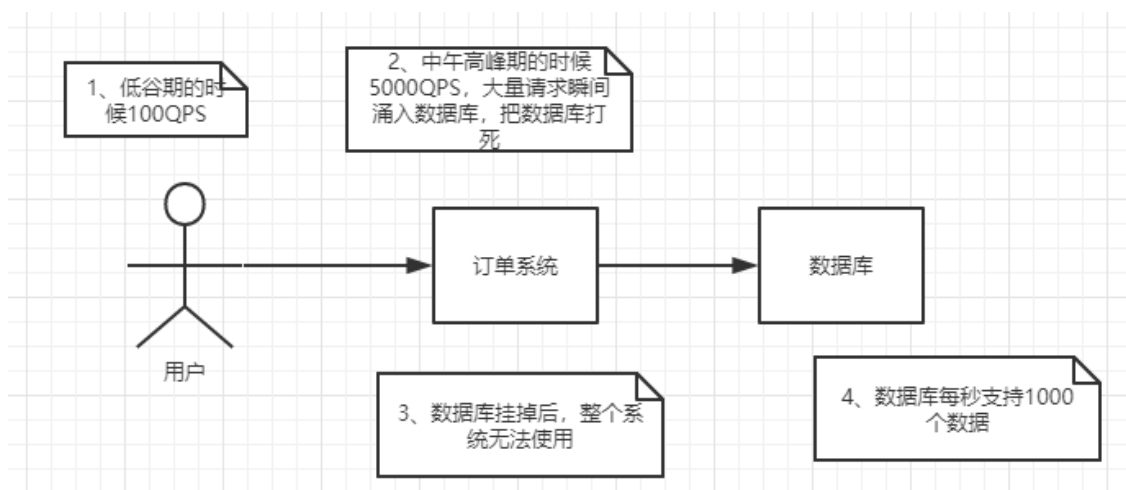 1、低谷期的时
候100QPS
2、中午高峰期的时候
5000QPS，大量请求瞬间
涌入数据库，把数据库打
死
订单系统
数据库
用户
3、数据库挂掉后，整个系
统无法使用
4、数据库每秒支持1000
个数据